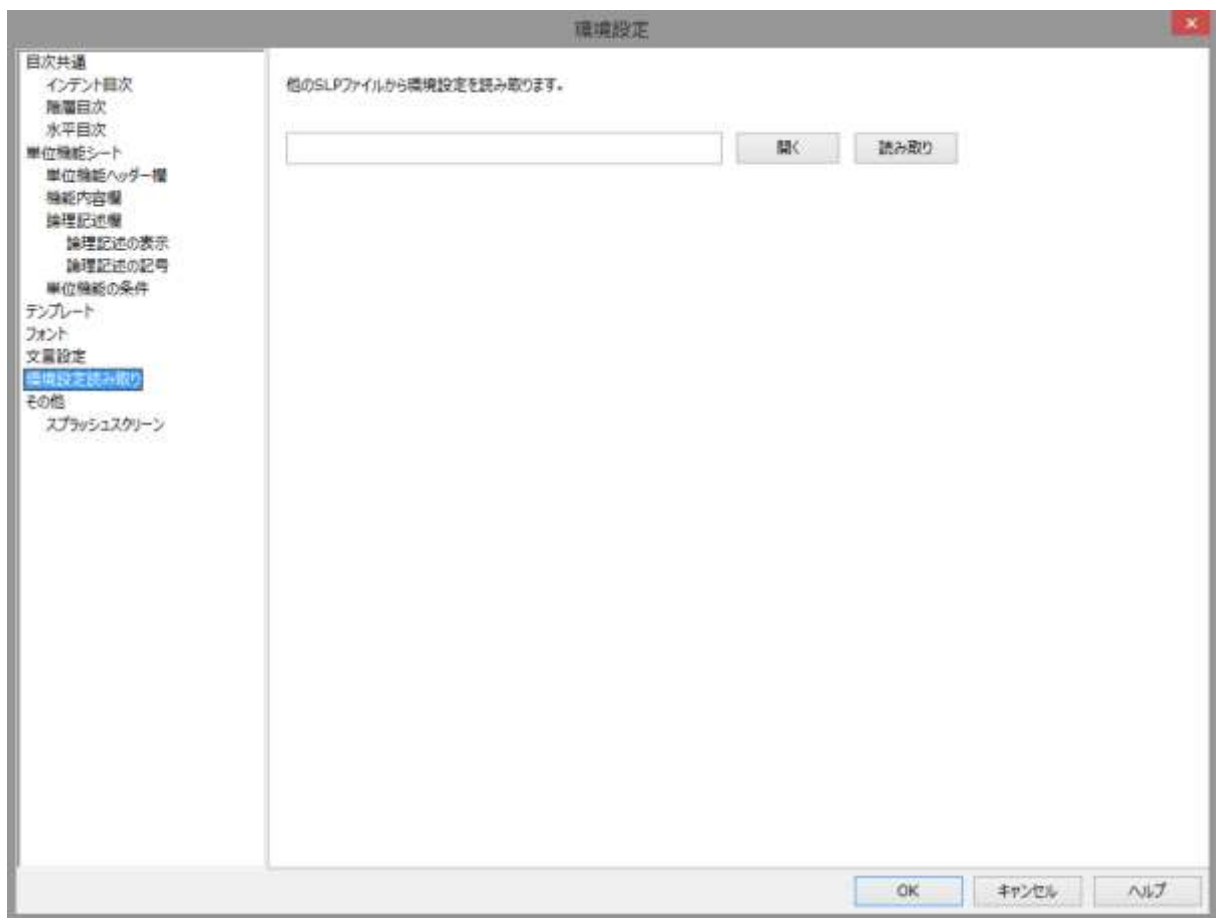 環境設定
目次共通
インデント目次
階層目次
水平目次
単位機能シート
単位機能ヘッダー欄
機能内容欄
論理記述欄
論理記述の表示
論理記述の記号
単位機能の条件
テンプレート
フォント
文言設定
環境設定読み取り
その他
スプラッシュスクリーン
他のSLPファイルから環境設定を読み取ります。
開く
読み取り
OK
キャンセル
ヘルプ